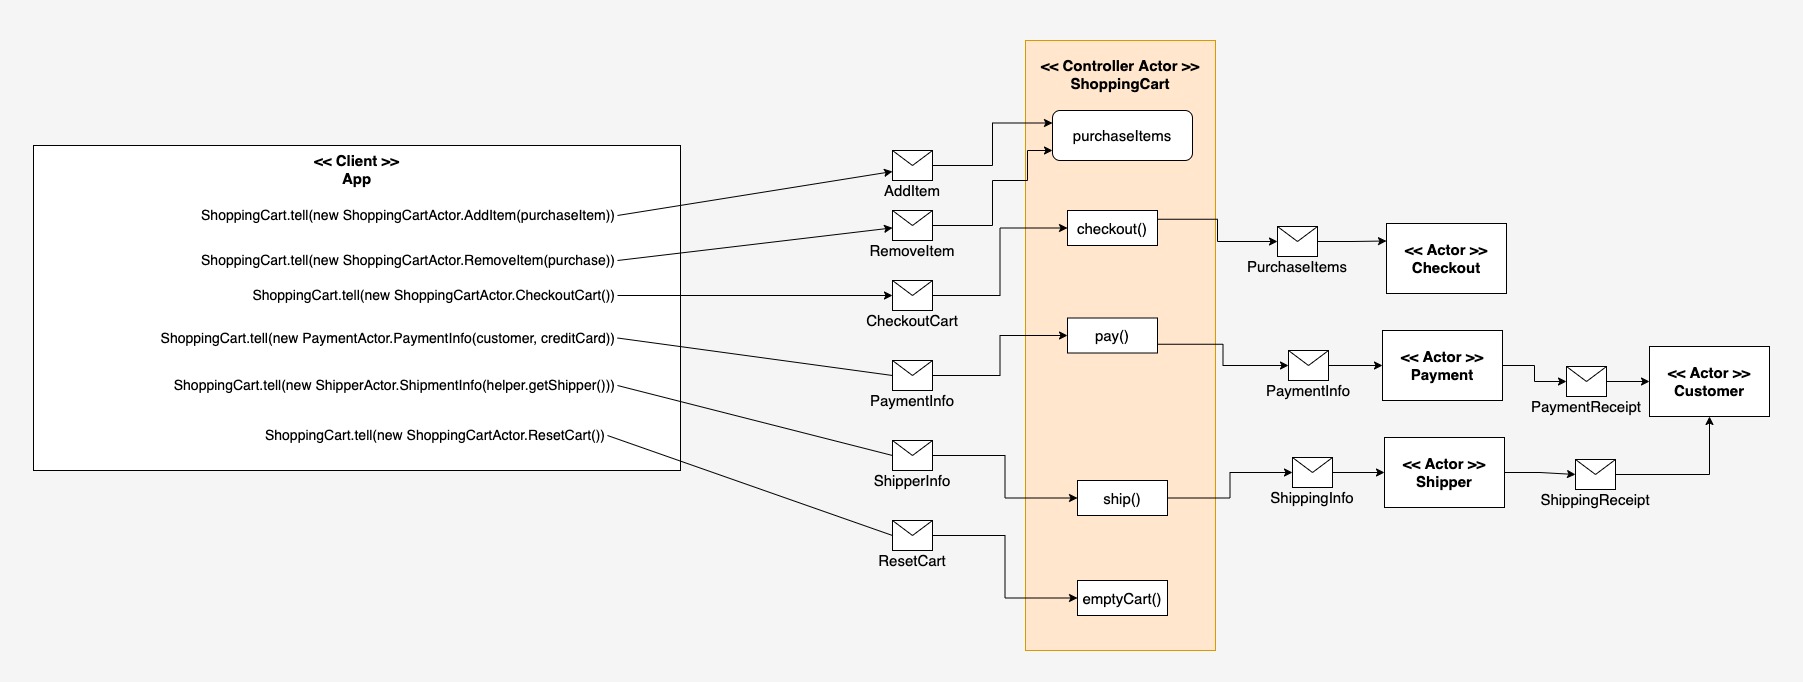 << Client >>
App
ShoppingCart.tell(new ShoppingCartActor.AddItem(purchaseItem))
ShoppingCart.tell(new ShoppingCartActor.RemoveItem(purchase))
ShoppingCart.tell(new ShoppingCartActor.CheckoutCart())
ShoppingCart.tell(new PaymentActor.PaymentInfo(customer, creditCard))
ShoppingCart.tell(new ShipperActor.ShipmentInfo(helper.getShipper()))
ShoppingCart.tell(new ShoppingCartActor.ResetCart())
AddItem
RemoveItem
CheckoutCart
PaymentInfo
ShipperInfo
ResetCart
<< Controller Actor >>
ShoppingCart
purchaseItems
checkout()
pay()
ship()
emptyCart()
PurchaseItems
<< Actor >>
Checkout
PaymentInfo
<< Actor >>
Payment
PaymentReceipt
<< Actor >>
Customer
ShippingInfo
<< Actor >>
Shipper
ShippingReceipt